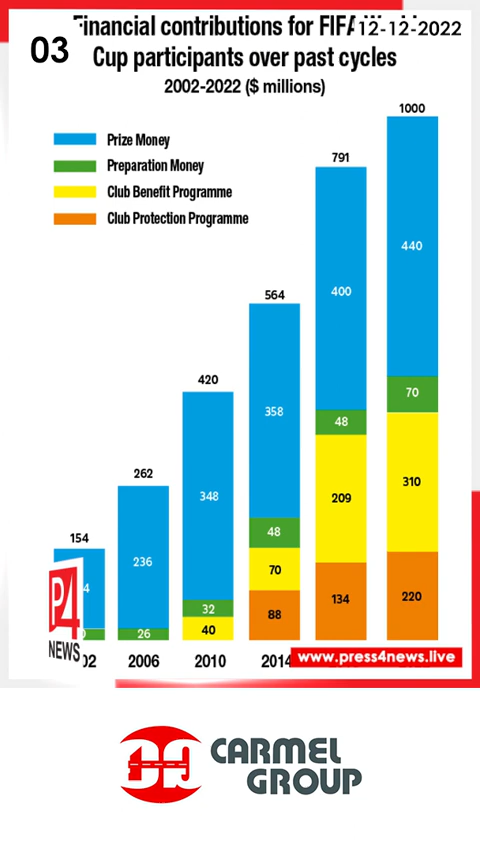 03
Financial contributions for FIFA
12-12-2022
Cup participants over past cycles
2002-2022 ($ millions)
Prize Money
Preparation Money
Club Benefit Programme
Club Protection Programme
1000
440
70
310
220
791
400
48
209
134
564
358
48
70
88
420
348
32
40
262
236
26
154
4
P4
NEWS
02
2006
2010
2014
www.press4news.live
CARMEL
GROUP